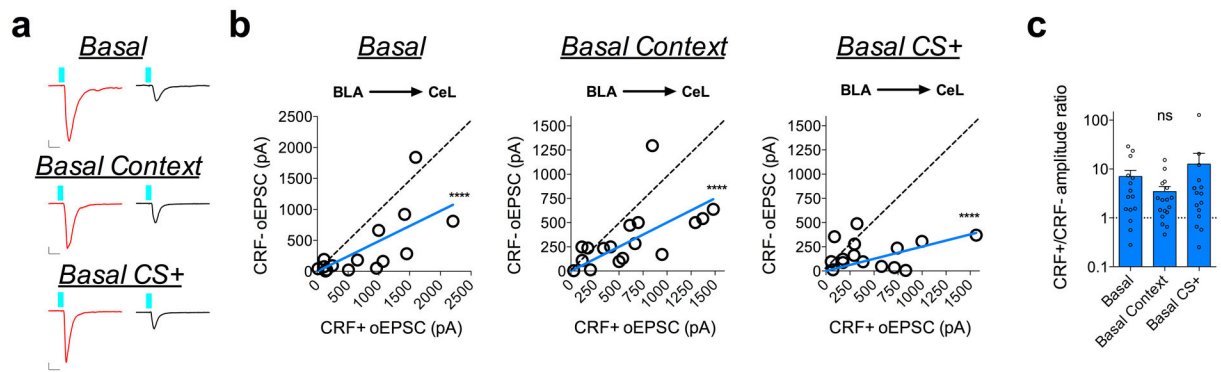 a
Basal
Basal Context
Basal CS+
b
Basal
BLA CeL
CRF- oEPSC (pA)
2500
2000
1500
1000
500
0
****
0 500 1000 1500 2000 2500
CRF+ oEPSC (pA)
Basal Context
BLA CeL
CRF- oEPSC (pA)
1500
1250
1000
750
500
250
0
****
0 250 500 750 1000 1250 1500
CRF+ oEPSC (pA)
Basal CS+
BLA CeL
CRF- oEPSC (pA)
1500
1250
1000
750
500
250
0
****
0 250 500 750 1000 1250 1500
CRF+ oEPSC (pA)
c
CRF+/CRF- amplitude ratio
ns
100
10
1
0.1
Basal
Basal Context
Basal CS+